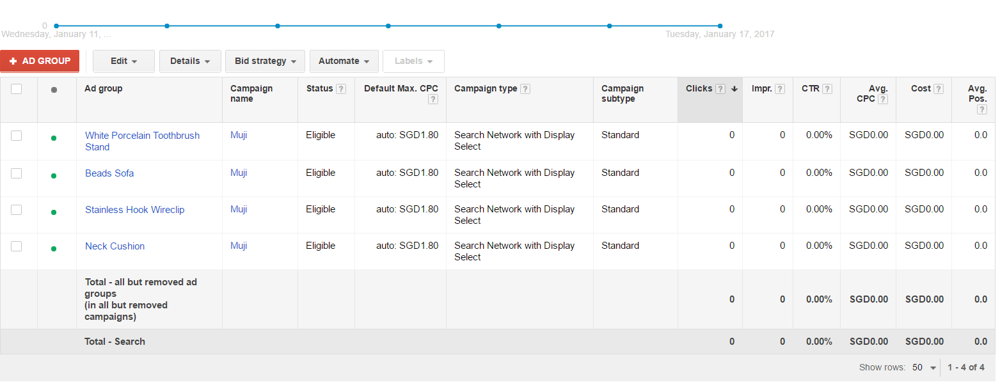 0
Wednesday, January 11, ... Tuesday, January 17, 2017
+ AD GROUP Edit Details Bid strategy Automate Labels
Ad group Campaign name Status ? Default Max. CPC ? Campaign type ? Campaign subtype Clicks ? Impr. ? CTR ? Avg. CPC ? Cost ? Avg. Pos. ?
White Porcelain Toothbrush Muji Eligible auto: SGD1.80 Search Network with Display Standard 0 0 0.00% SGD0.00 SGD0.00 0.0
Stand Select
Beads Sofa Muji Eligible auto: SGD1.80 Search Network with Display Standard 0 0 0.00% SGD0.00 SGD0.00 0.0
Select
Stainless Hook Wireclip Muji Eligible auto: SGD1.80 Search Network with Display Standard 0 0 0.00% SGD0.00 SGD0.00 0.0
Select
Neck Cushion Muji Eligible auto: SGD1.80 Search Network with Display Standard 0 0 0.00% SGD0.00 SGD0.00 0.0
Select
Total - all but removed ad
groups
(in all but removed
campaigns) 0 0 0.00% SGD0.00 SGD0.00 0.0
Total - Search 0 0 0.00% SGD0.00 SGD0.00 0.0
Show rows: 50 1 - 4 of 4